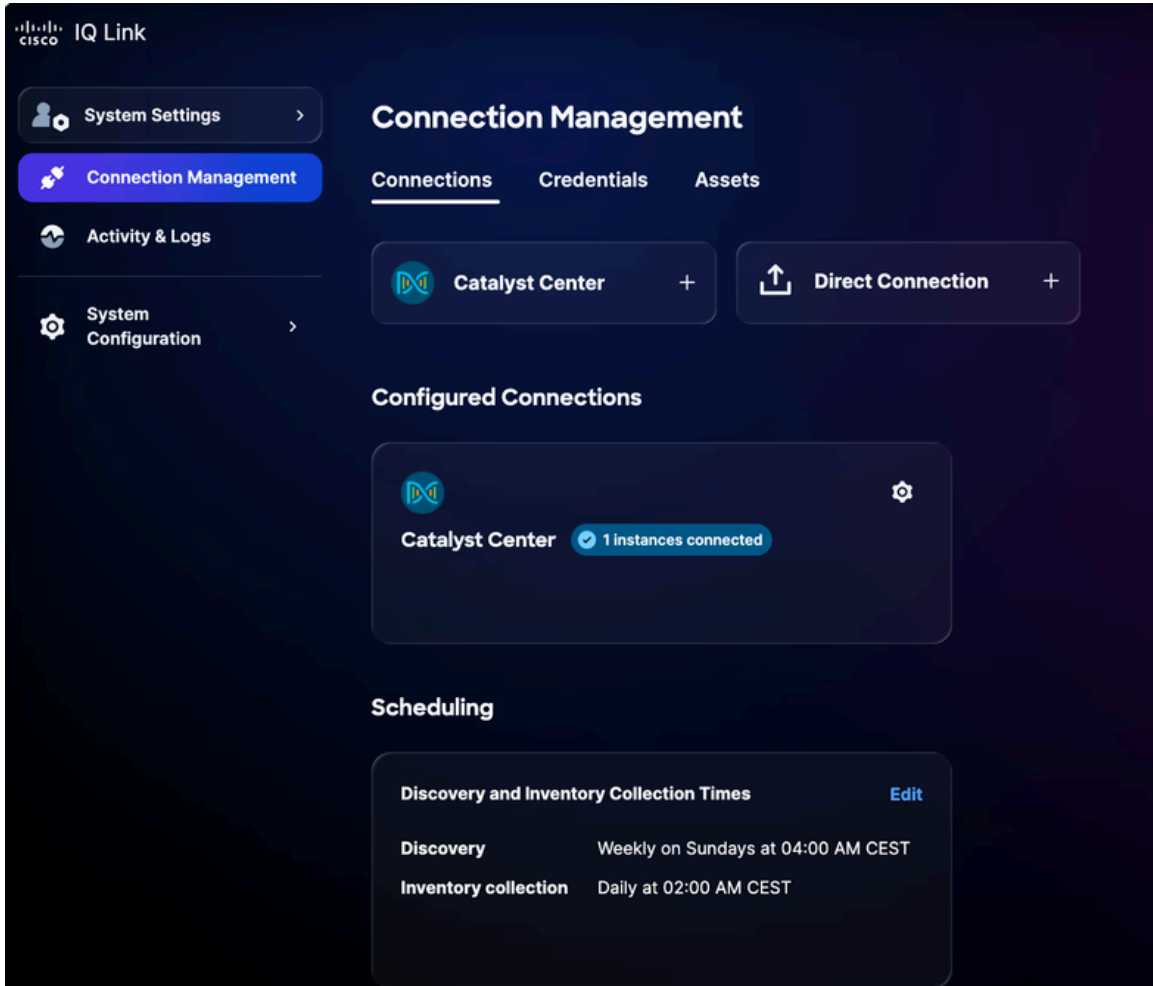 cisco IQ Link
System Settings
Connection Management
Activity & Logs
System
Configuration
Connection Management
Connections Credentials Assets
Catalyst Center + Direct Connection +
Configured Connections
Catalyst Center 1 instances connected
Scheduling
Discovery and Inventory Collection Times Edit
Discovery Weekly on Sundays at 04:00 AM CEST
Inventory collection Daily at 02:00 AM CEST